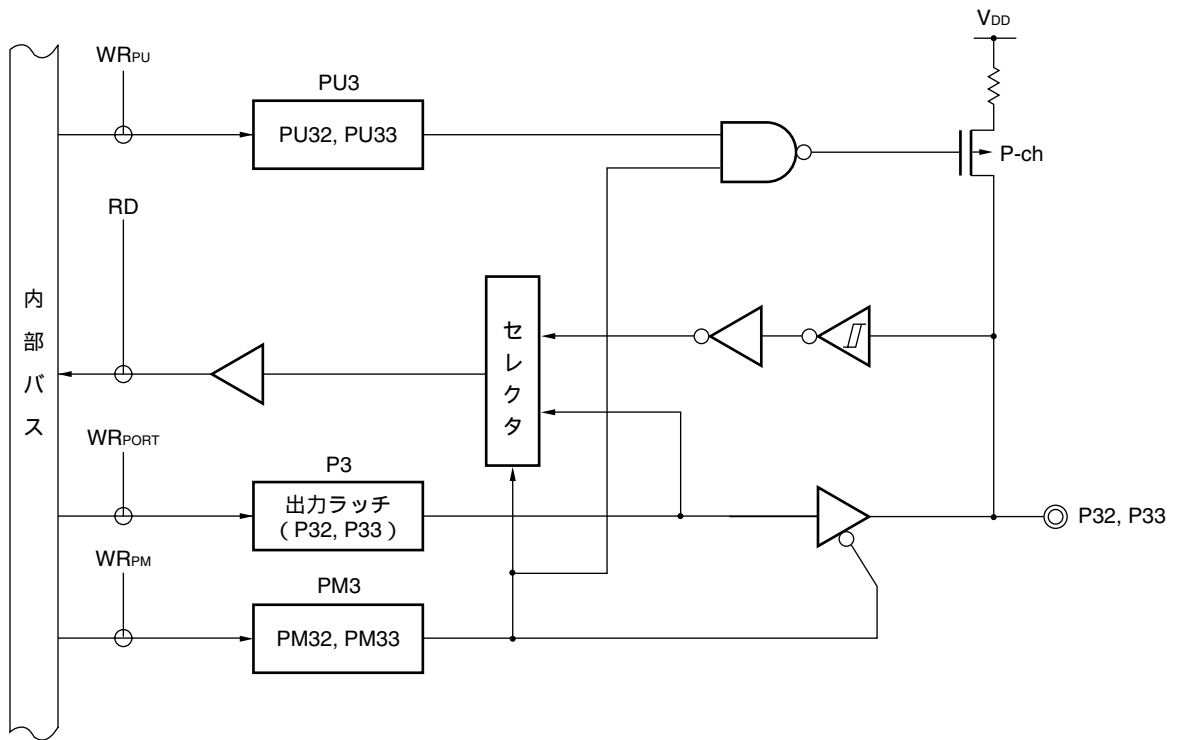 VDD
WRPU
PU3
PU32, PU33
P-ch
RD
内部バス
セレクタ
WRPORT
P3
出力ラッチ
( P32, P33 )
P32, P33
WRPM
PM3
PM32, PM33